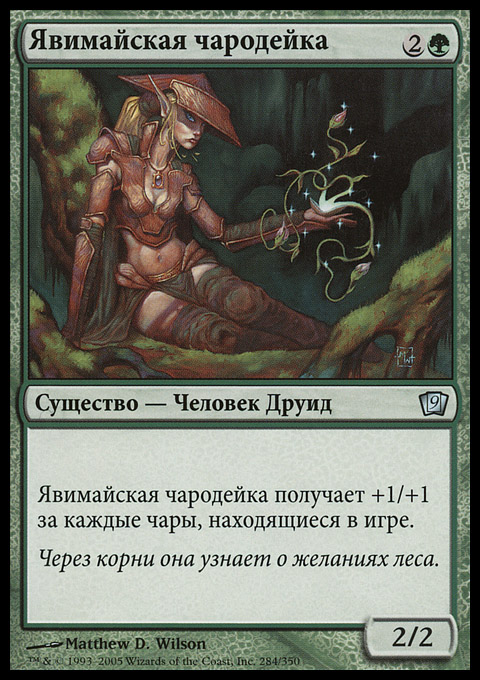 Явимайская чародейка
2
Существо — Человек Друид
9
Явимайская чародейка получает +1/+1
за каждые чары, находящиеся в игре.
Через корни она узнает о желаниях леса.
2/2
Matthew D. Wilson
™ & © 1993–2005 Wizards of the Coast, Inc. 284/350